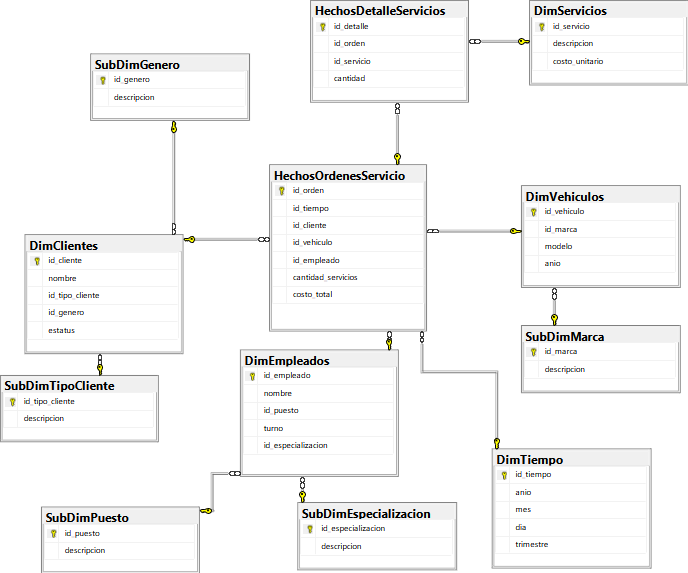 HechosDetalleServicios
id_detalle
id_orden
id_servicio
cantidad
DimServicios
id_servicio
descripcion
costo_unitario
SubDimGenero
id_genero
descripcion
HechosOrdenesServicio
id_orden
id_tiempo
id_cliente
id_vehiculo
id_empleado
cantidad_servicios
costo_total
DimVehiculos
id_vehiculo
id_marca
modelo
anio
DimClientes
id_cliente
nombre
id_tipo_cliente
id_genero
estatus
SubDimMarca
id_marca
descripcion
DimEmpleados
id_empleado
nombre
id_puesto
turno
id_especializacion
SubDimTipoCliente
id_tipo_cliente
descripcion
DimTiempo
id_tiempo
anio
mes
dia
trimestre
SubDimPuesto
id_puesto
descripcion
SubDimEspecializacion
id_especializacion
descripcion